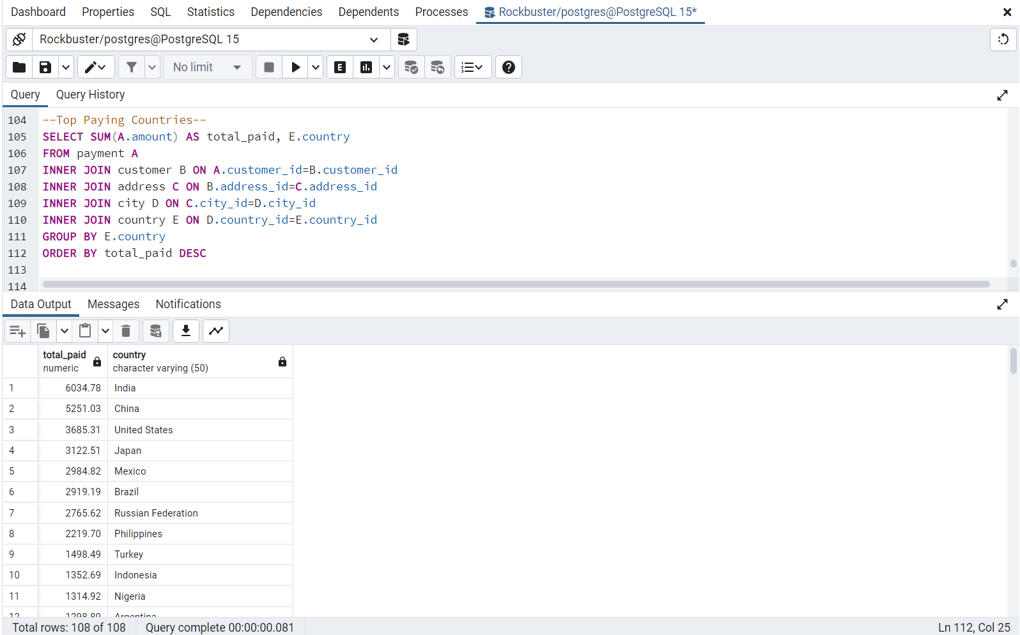 Dashboard Properties SQL Statistics Dependencies Dependents Processes Rockbuster/postgres@PostgreSQL 15*
Rockbuster/postgres@PostgreSQL 15
No limit E
Query Query History
104 --Top Paying Countries--
105 SELECT SUM(A.amount) AS total_paid, E.country
106 FROM payment A
107 INNER JOIN customer B ON A.customer_id=B.customer_id
108 INNER JOIN address C ON B.address_id=C.address_id
109 INNER JOIN city D ON C.city_id=D.city_id
110 INNER JOIN country E ON D.country_id=E.country_id
111 GROUP BY E.country
112 ORDER BY total_paid DESC
113
114
Data Output Messages Notifications
total_paid country
numeric character varying (50)
1 6034.78 India
2 5251.03 China
3 3685.31 United States
4 3122.51 Japan
5 2984.82 Mexico
6 2919.19 Brazil
7 2765.62 Russian Federation
8 2219.70 Philippines
9 1498.49 Turkey
10 1352.69 Indonesia
11 1314.92 Nigeria
12 1298.80 Argentina
Total rows: 108 of 108 Query complete 00:00:00.081 Ln 112, Col 25